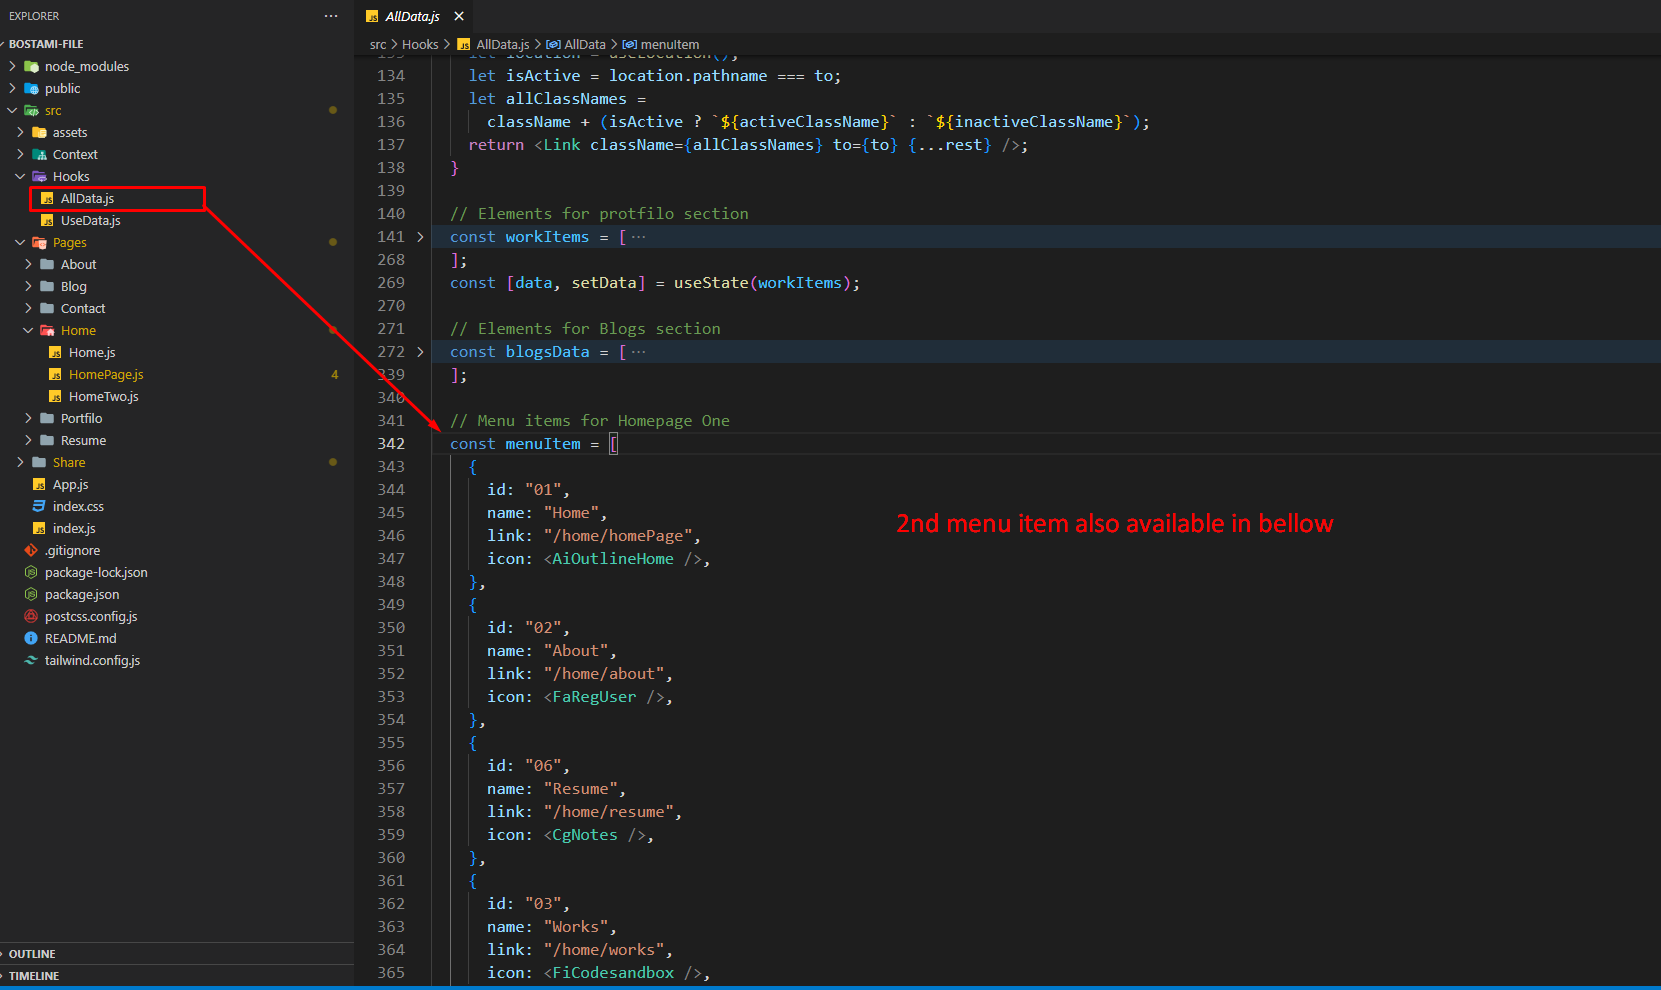 EXPLORER
BOSTAMI-FILE
node_modules
public
src
assets
Context
Hooks
AllData.js
UseData.js
Pages
About
Blog
Contact
Home
Home.js
HomePage.js 4
HomeTwo.js
Portfilo
Resume
Share
App.js
index.css
index.js
.gitignore
package-lock.json
package.json
postcss.config.js
README.md
tailwind.config.js
OUTLINE
TIMELINE
AllData.js
src > Hooks > AllData.js > AllData > menuItem
133 let location = useLocation();
134 let isActive = location.pathname === to;
135 let allClassNames =
136 className + (isActive ? `${activeClassName}` : `${inactiveClassName}`);
137 return <Link className={allClassNames} to={to} {...rest} />;
138 }
139
140 // Elements for protfilo section
141 const workItems = [ ···
268 ];
269 const [data, setData] = useState(workItems);
270
271 // Elements for Blogs section
272 const blogsData = [ ···
339 ];
340
341 // Menu items for Homepage One
342 const menuItem = [
343 {
344 id: "01",
345 name: "Home",
346 link: "/home/homePage",
347 icon: <AiOutlineHome />,
348 },
349 {
350 id: "02",
351 name: "About",
352 link: "/home/about",
353 icon: <FaRegUser />,
354 },
355 {
356 id: "06",
357 name: "Resume",
358 link: "/home/resume",
359 icon: <CgNotes />,
360 },
361 {
362 id: "03",
363 name: "Works",
364 link: "/home/works",
365 icon: <FiCodesandbox />,
2nd menu item also available in bellow